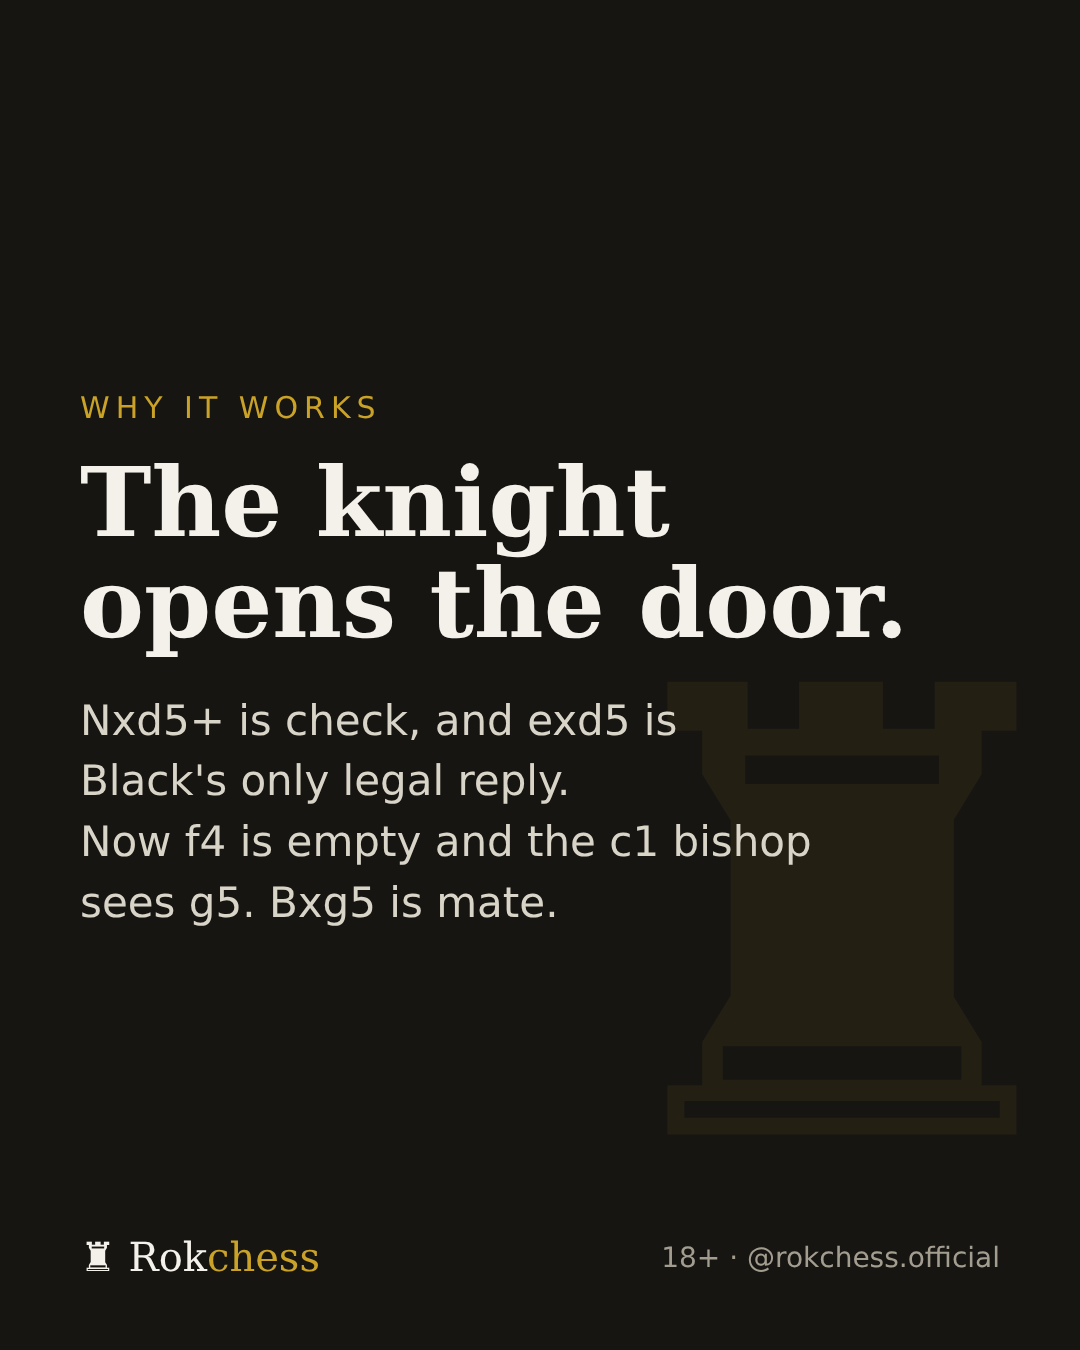 WHY IT WORKS
The knight
opens the door.
Nxd5+ is check, and exd5 is
Black's only legal reply.
Now f4 is empty and the c1 bishop
sees g5. Bxg5 is mate.
♜ Rokchess
18+ · @rokchess.official